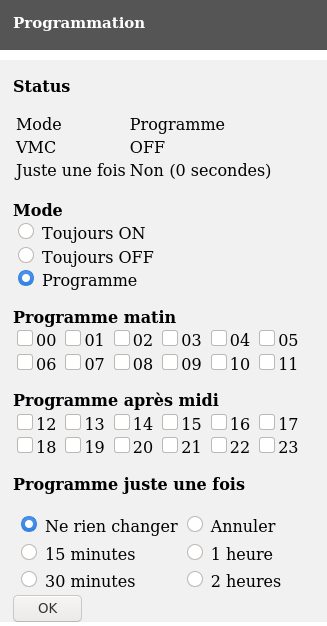 Programmation
Status
Mode Programme
VMC OFF
Juste une fois Non (0 secondes)
Mode
Toujours ON
Toujours OFF
Programme
Programme matin
00 01 02 03 04 05
06 07 08 09 10 11
Programme après midi
12 13 14 15 16 17
18 19 20 21 22 23
Programme juste une fois
Ne rien changer Annuler
15 minutes 1 heure
30 minutes 2 heures
OK